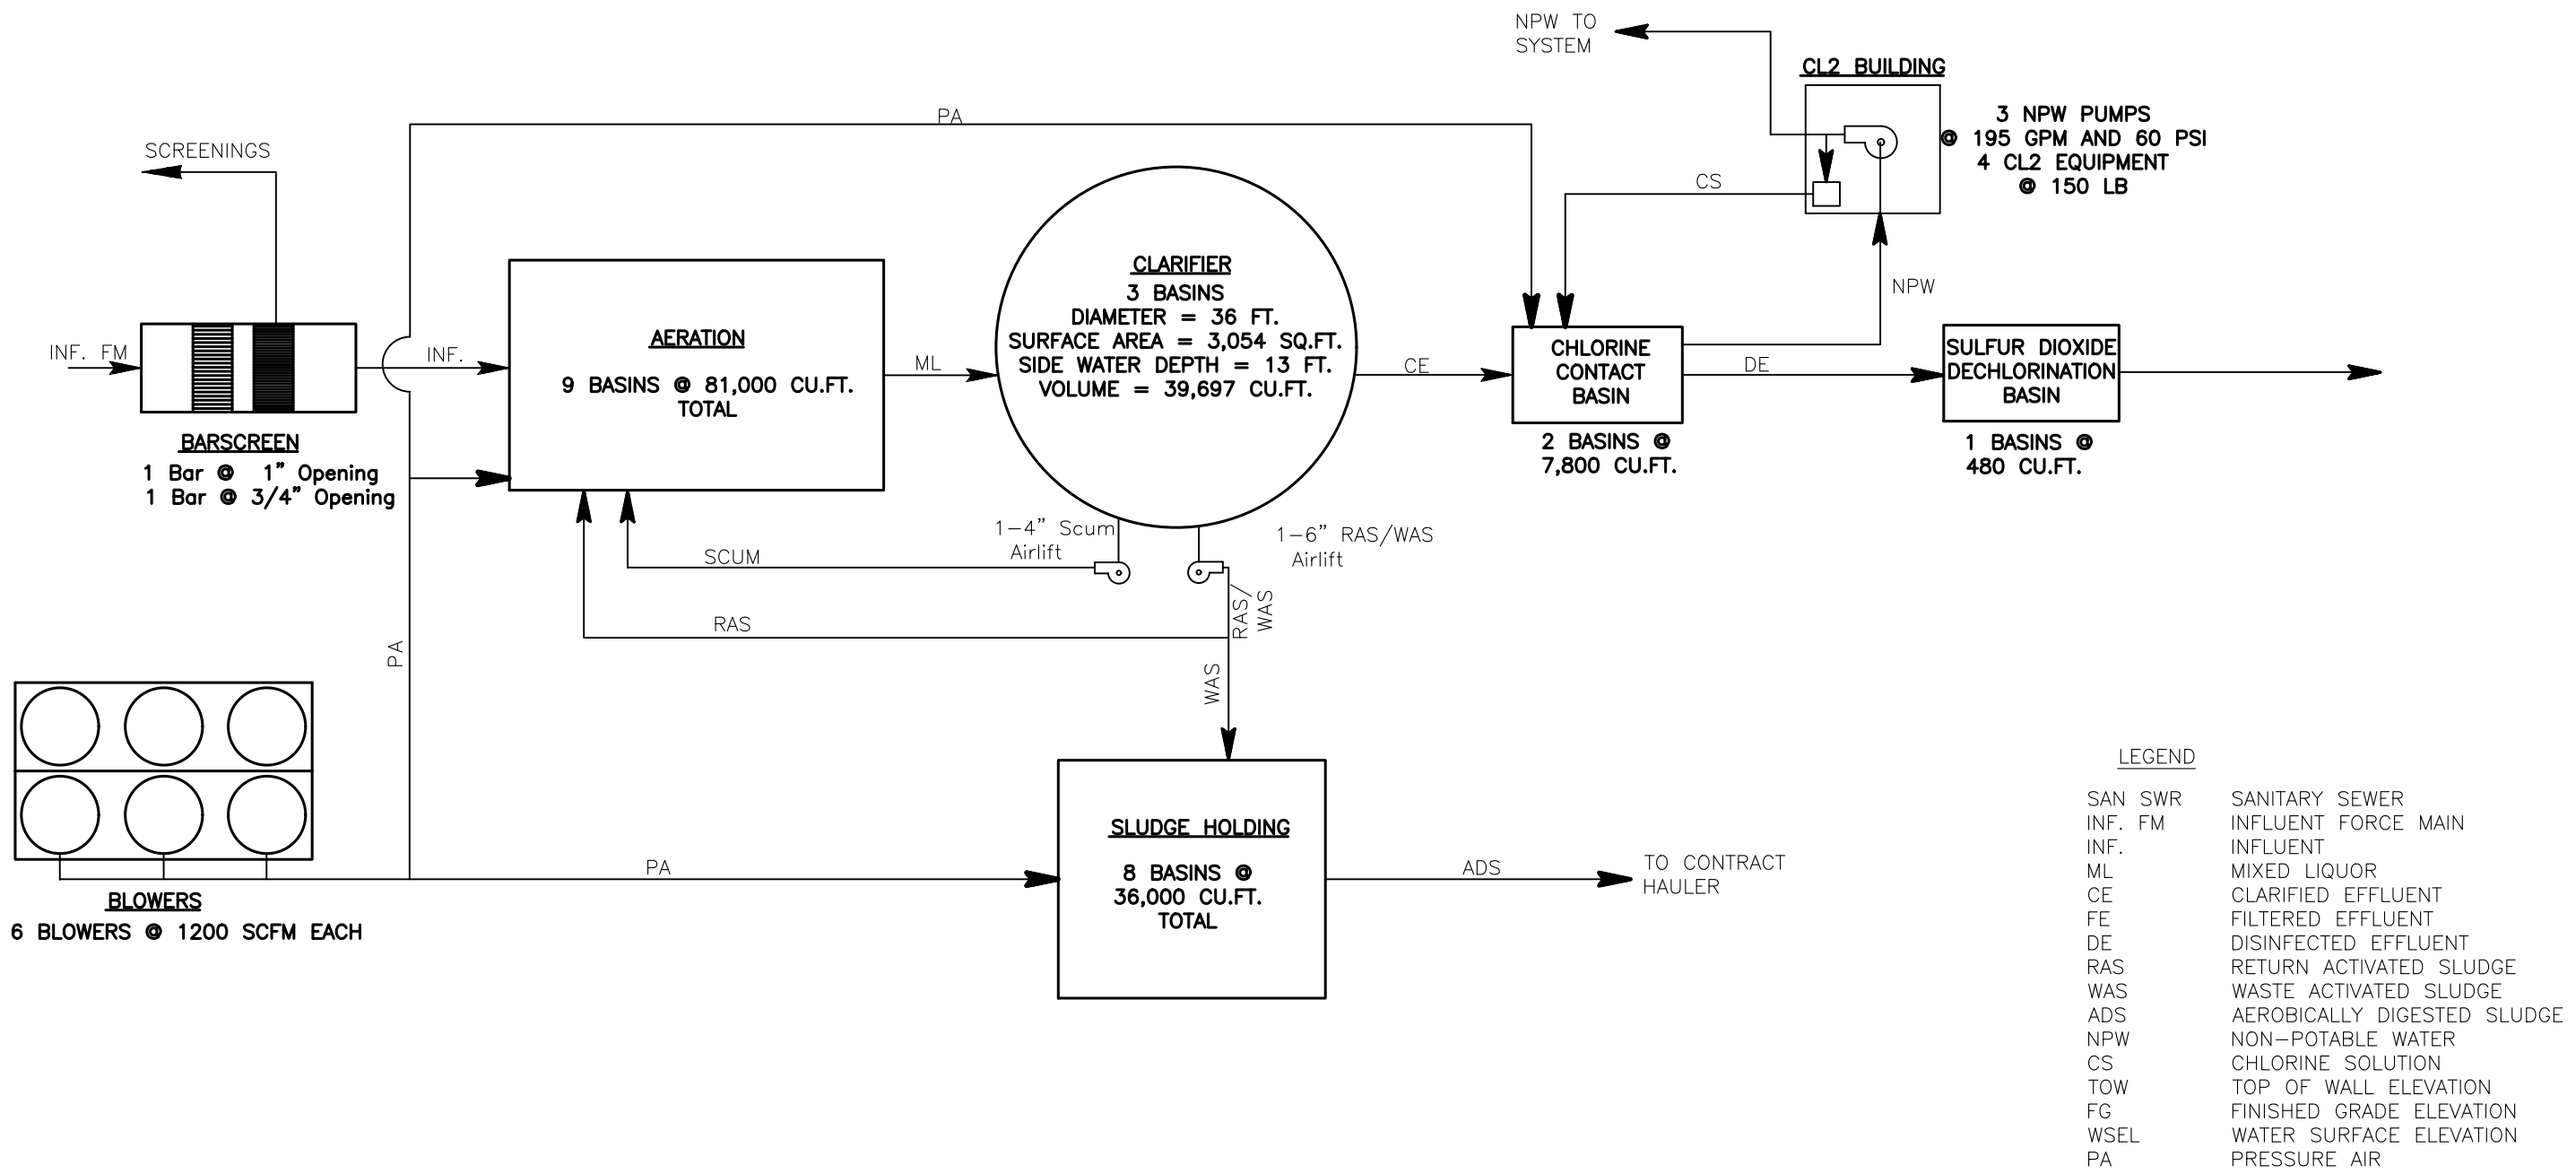 NPW TO
SYSTEM
CL2 BUILDING
3 NPW PUMPS
@ 195 GPM AND 60 PSI
4 CL2 EQUIPMENT
@ 150 LB
PA
SCREENINGS
CS
NPW
INF. FM
INF.
BARSCREEN
1 Bar @ 1" Opening
1 Bar @ 3/4" Opening
AERATION
9 BASINS @ 81,000 CU.FT.
TOTAL
ML
CLARIFIER
3 BASINS
DIAMETER = 36 FT.
SURFACE AREA = 3,054 SQ.FT.
SIDE WATER DEPTH = 13 FT.
VOLUME = 39,697 CU.FT.
CE
CHLORINE
CONTACT
BASIN
2 BASINS @
7,800 CU.FT.
DE
SULFUR DIOXIDE
DECHLORINATION
BASIN
1 BASINS @
480 CU.FT.
1-4" Scum
Airlift
1-6" RAS/WAS
Airlift
SCUM
RAS
RAS/
WAS
WAS
PA
BLOWERS
6 BLOWERS @ 1200 SCFM EACH
PA
SLUDGE HOLDING
8 BASINS @
36,000 CU.FT.
TOTAL
ADS
TO CONTRACT
HAULER
LEGEND
SAN SWR SANITARY SEWER
INF. FM INFLUENT FORCE MAIN
INF. INFLUENT
ML MIXED LIQUOR
CE CLARIFIED EFFLUENT
FE FILTERED EFFLUENT
DE DISINFECTED EFFLUENT
RAS RETURN ACTIVATED SLUDGE
WAS WASTE ACTIVATED SLUDGE
ADS AEROBICALLY DIGESTED SLUDGE
NPW NON-POTABLE WATER
CS CHLORINE SOLUTION
TOW TOP OF WALL ELEVATION
FG FINISHED GRADE ELEVATION
WSEL WATER SURFACE ELEVATION
PA PRESSURE AIR